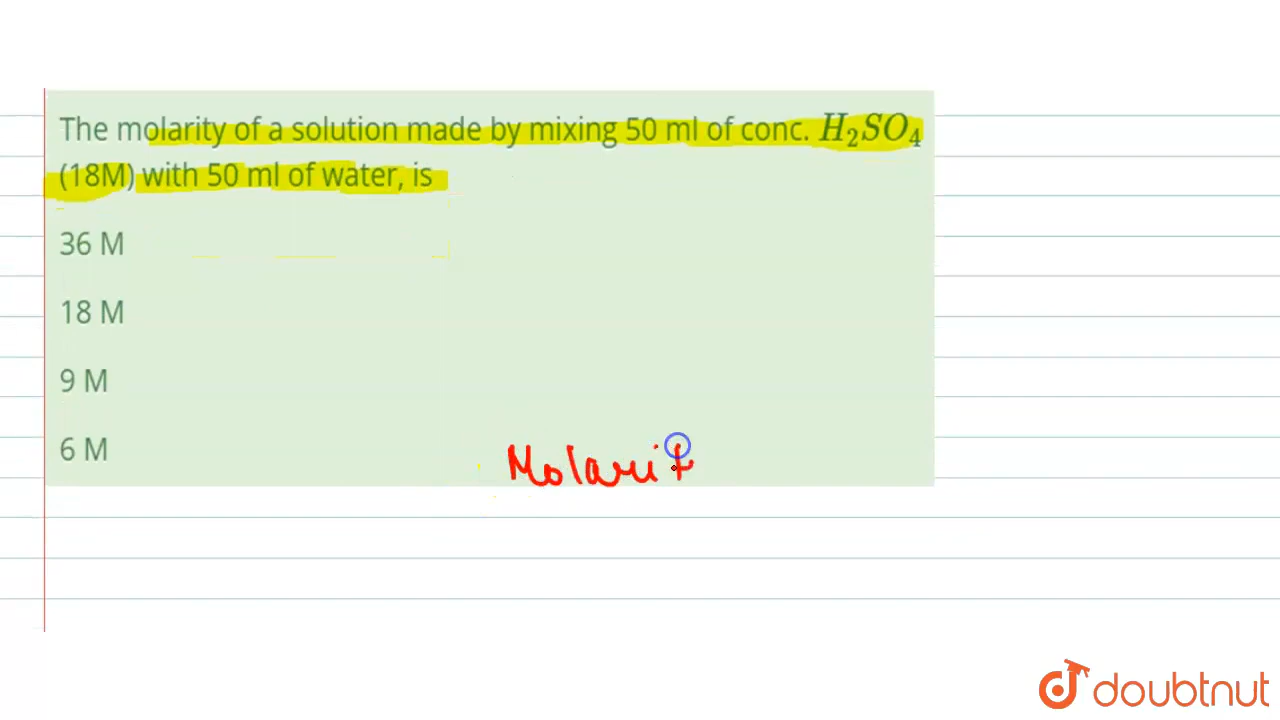 The molarity of a solution made by mixing 50 ml of conc. H₂SO₄
(18M) with 50 ml of water, is
36 M
18 M
9 M
6 M
Molarit
doubtnut